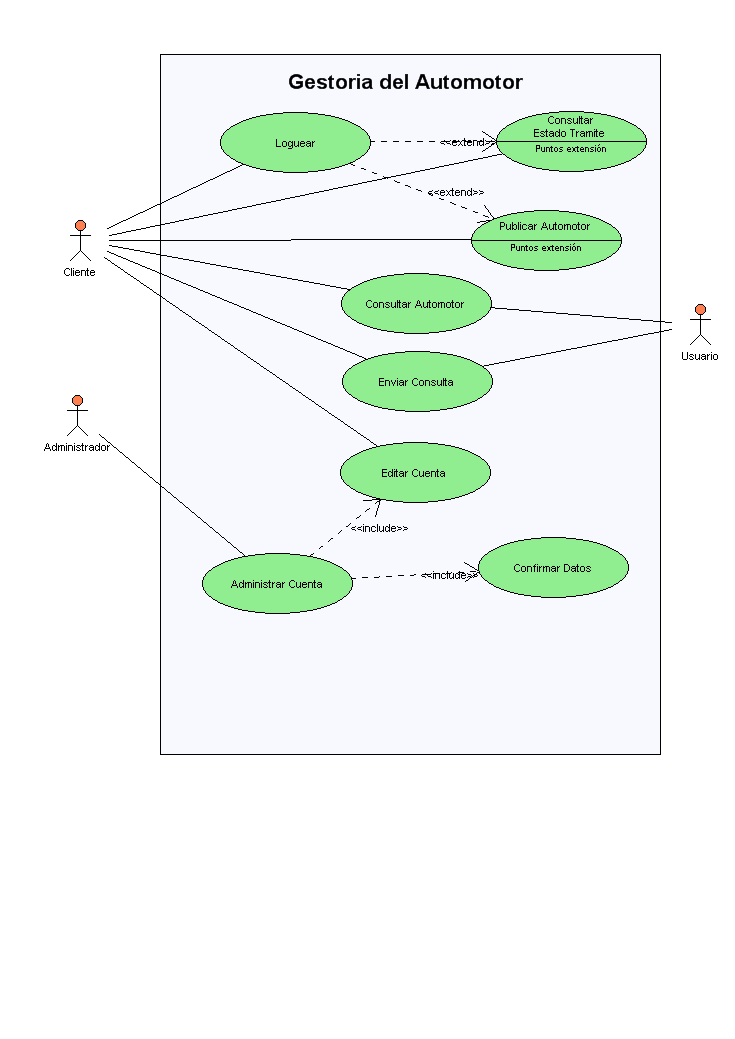 Gestoria del Automotor
Loguear
<<extend>>
Consultar
Estado Tramite
Puntos extensión
<<extend>>
Publicar Automotor
Puntos extensión
Cliente
Consultar Automotor
Usuario
Enviar Consulta
Administrador
Editar Cuenta
<<include>>
Administrar Cuenta
<<include>>
Confirmar Datos